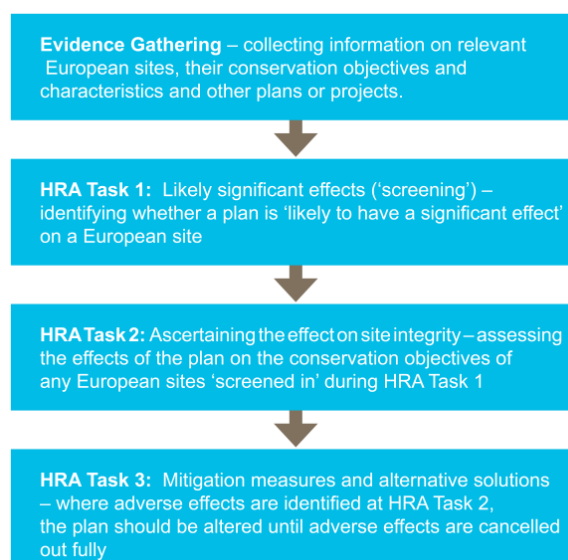 Evidence Gathering – collecting information on relevant
European sites, their conservation objectives and
characteristics and other plans or projects.
HRA Task 1: Likely significant effects (‘screening’) –
identifying whether a plan is ‘likely to have a significant effect’
on a European site
HRA Task 2: Ascertaining the effect on site integrity – assessing
the effects of the plan on the conservation objectives of
any European sites ‘screened in’ during HRA Task 1
HRA Task 3: Mitigation measures and alternative solutions
– where adverse effects are identified at HRA Task 2,
the plan should be altered until adverse effects are cancelled
out fully